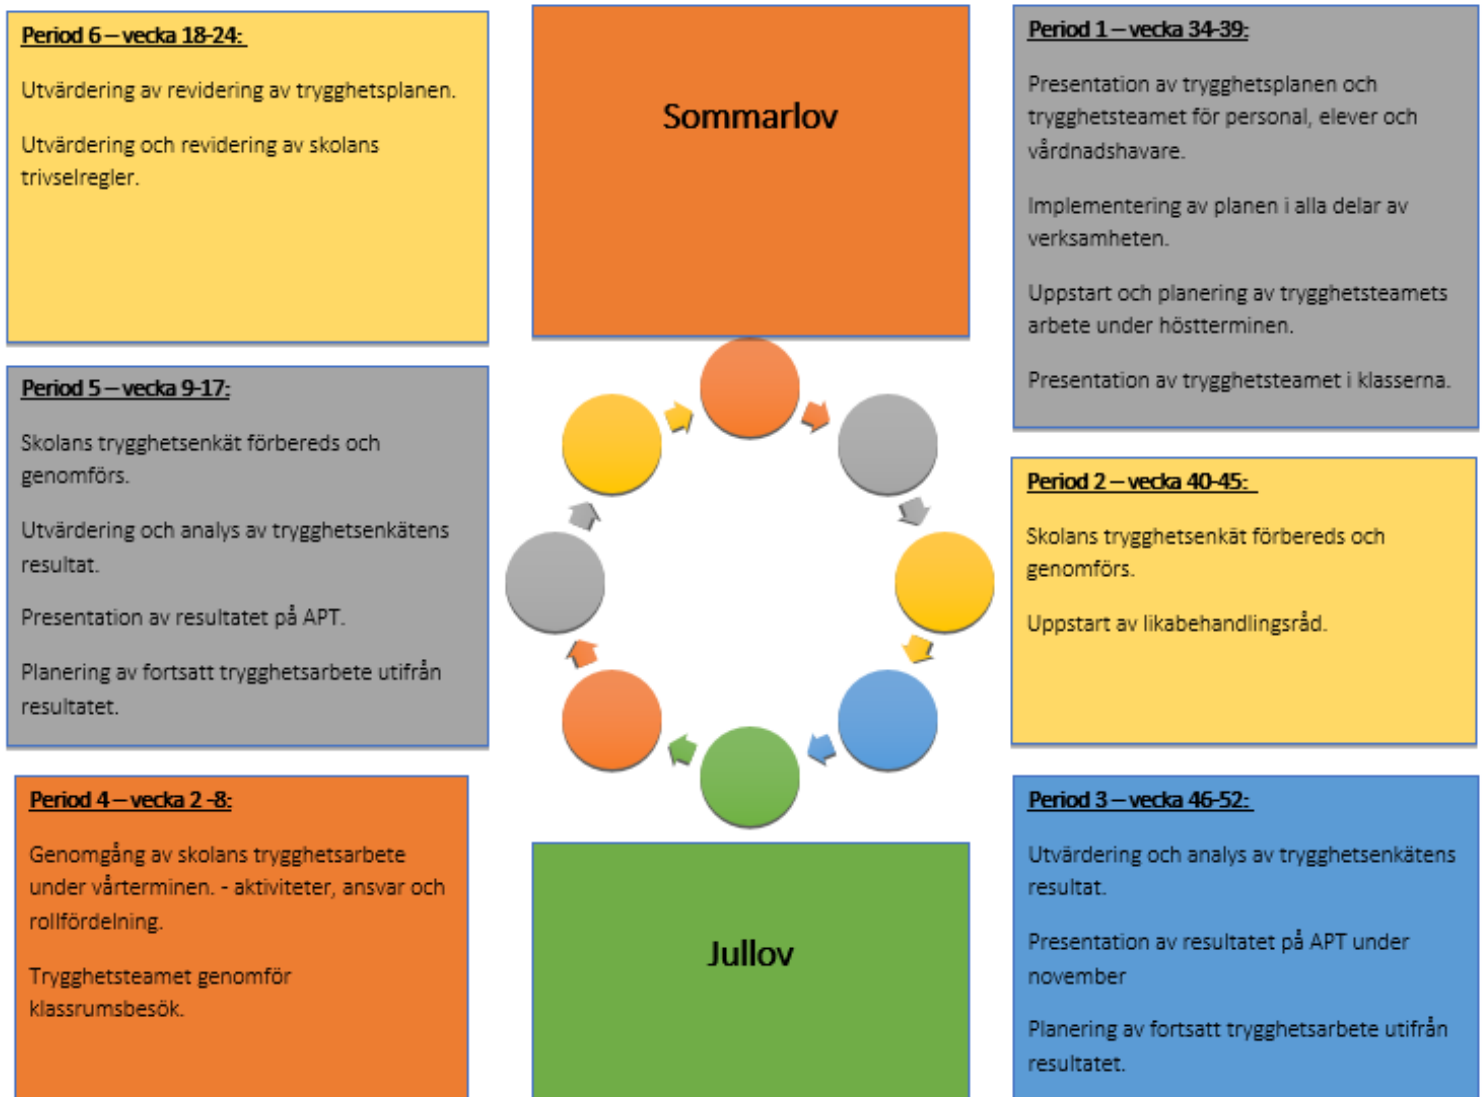 Period 6 – vecka 18-24:
Utvärdering av revidering av trygghetsplanen.
Utvärdering och revidering av skolans
trivselregler.
Sommarlov
Period 1 – vecka 34-39:
Presentation av trygghetsplanen och
trygghetsteamet för personal, elever och
vårdnadshavare.
Implementering av planen i alla delar av
verksamheten.
Uppstart och planering av trygghetsteamets
arbete under höstterminen.
Presentation av trygghetsteamet i klasserna.
Period 5 – vecka 9-17:
Skolans trygghetsenkät förbereds och
genomförs.
Utvärdering och analys av trygghetsenkätens
resultat.
Presentation av resultatet på APT.
Planering av fortsatt trygghetsarbete utifrån
resultatet.
Period 2 – vecka 40-45:
Skolans trygghetsenkät förbereds och
genomförs.
Uppstart av likabehandlingsråd.
Period 4 – vecka 2 -8:
Genomgång av skolans trygghetsarbete
under vårterminen. - aktiviteter, ansvar och
rollfördelning.
Trygghetsteamet genomför
klassrumsbesök.
Jullov
Period 3 – vecka 46-52:
Utvärdering och analys av trygghetsenkätens
resultat.
Presentation av resultatet på APT under
november
Planering av fortsatt trygghetsarbete utifrån
resultatet.